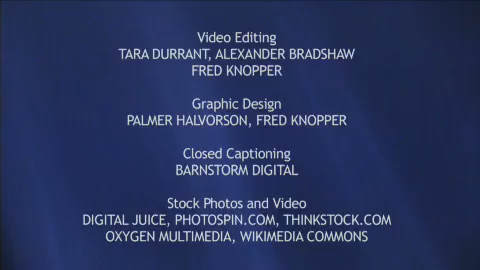 Video Editing
TARA DURRANT, ALEXANDER BRADSHAW
FRED KNOPPER
Graphic Design
PALMER HALVORSON, FRED KNOPPER
Closed Captioning
BARNSTORM DIGITAL
Stock Photos and Video
DIGITAL JUICE, PHOTOSPIN.COM, THINKSTOCK.COM
OXYGEN MULTIMEDIA, WIKIMEDIA COMMONS